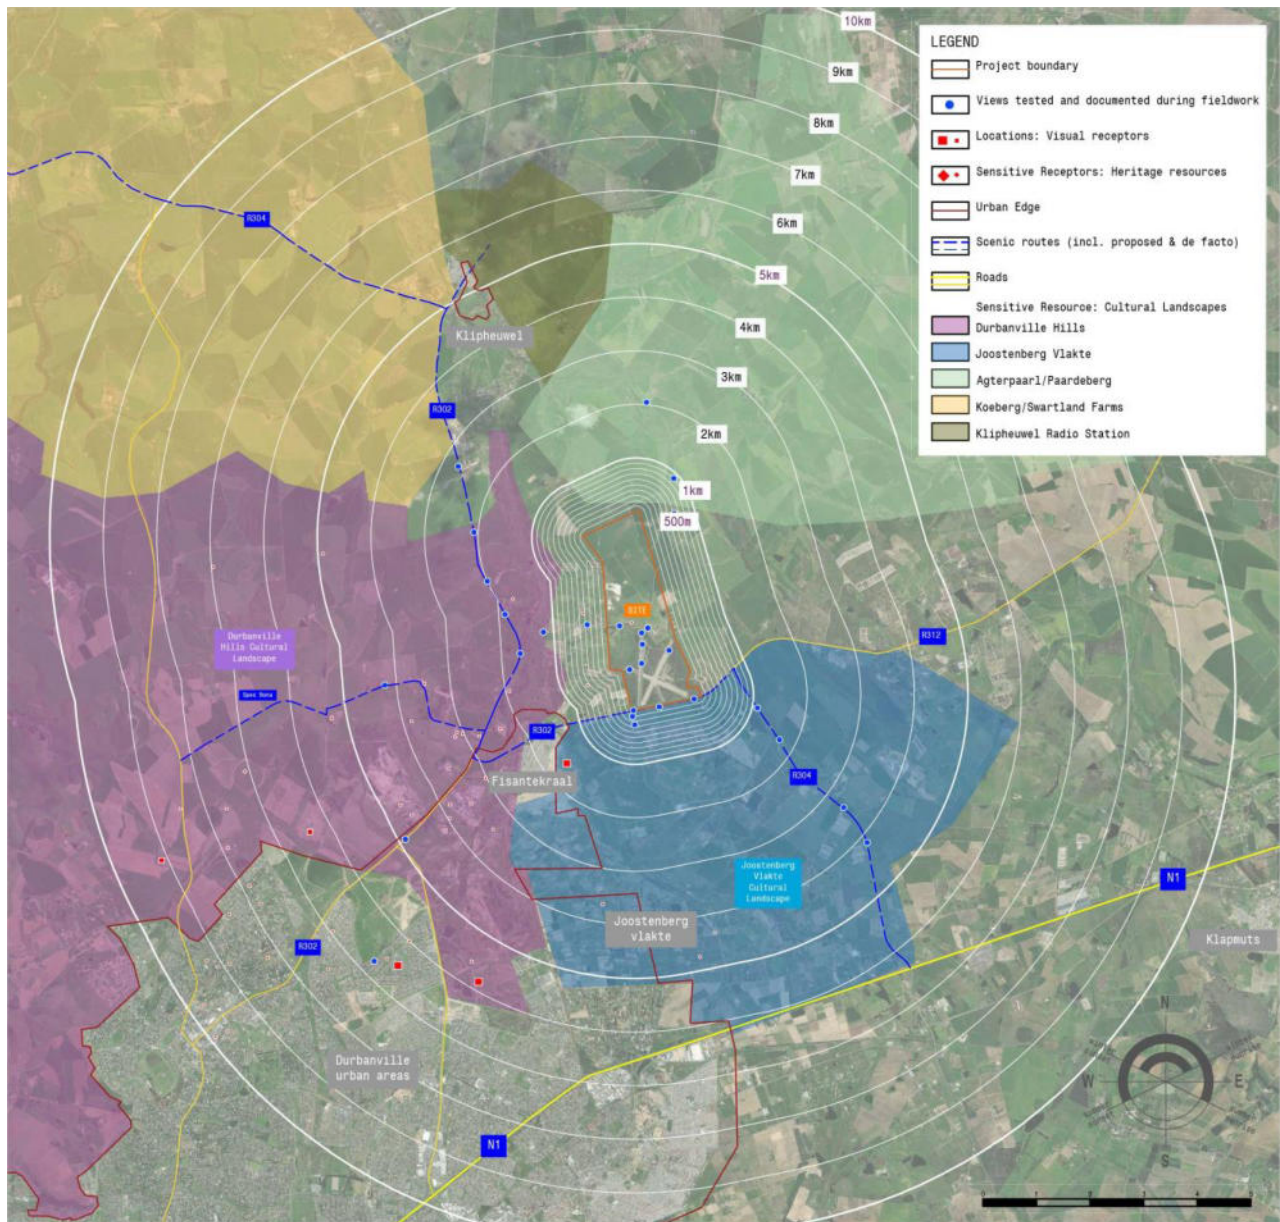 10km
9km
8km
7km
6km
5km
4km
3km
2km
1km
500m
LEGEND
Project boundary
Views tested and documented during fieldwork
Locations: Visual receptors
Sensitive Receptors: Heritage resources
Urban Edge
Scenic routes (incl. proposed & de facto)
Roads
Sensitive Resource: Cultural Landscapes
Durbanville Hills
Joostenberg Vlakte
Agterpaarl/Paardeberg
Koeberg/Swartland Farms
Klipheuwel Radio Station
R304
Klipheuwel
R302
SITE
R312
Durbanville
Hills Cultural
Landscape
R302
Fisantekraal
R304
Joostenberg
Vlakte
Cultural
Landscape
N1
Joostenberg
vlakte
Klapmuts
R302
Durbanville
urban areas
N1
N
W
E
S